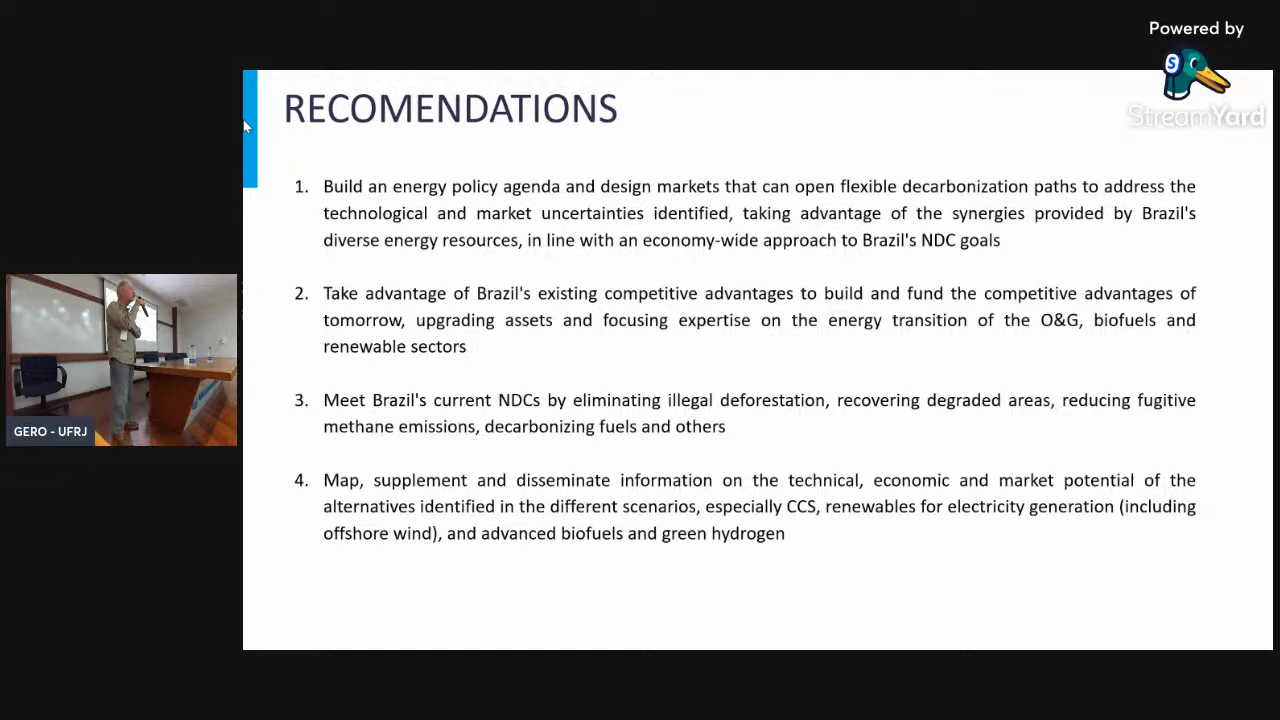 Powered by
S
StreamYard
RECOMENDATIONS
1. Build an energy policy agenda and design markets that can open flexible decarbonization paths to address the
technological and market uncertainties identified, taking advantage of the synergies provided by Brazil's
diverse energy resources, in line with an economy-wide approach to Brazil's NDC goals
2. Take advantage of Brazil's existing competitive advantages to build and fund the competitive advantages of
tomorrow, upgrading assets and focusing expertise on the energy transition of the O&G, biofuels and
renewable sectors
3. Meet Brazil's current NDCs by eliminating illegal deforestation, recovering degraded areas, reducing fugitive
methane emissions, decarbonizing fuels and others
4. Map, supplement and disseminate information on the technical, economic and market potential of the
alternatives identified in the different scenarios, especially CCS, renewables for electricity generation (including
offshore wind), and advanced biofuels and green hydrogen
GERO - UFRJ